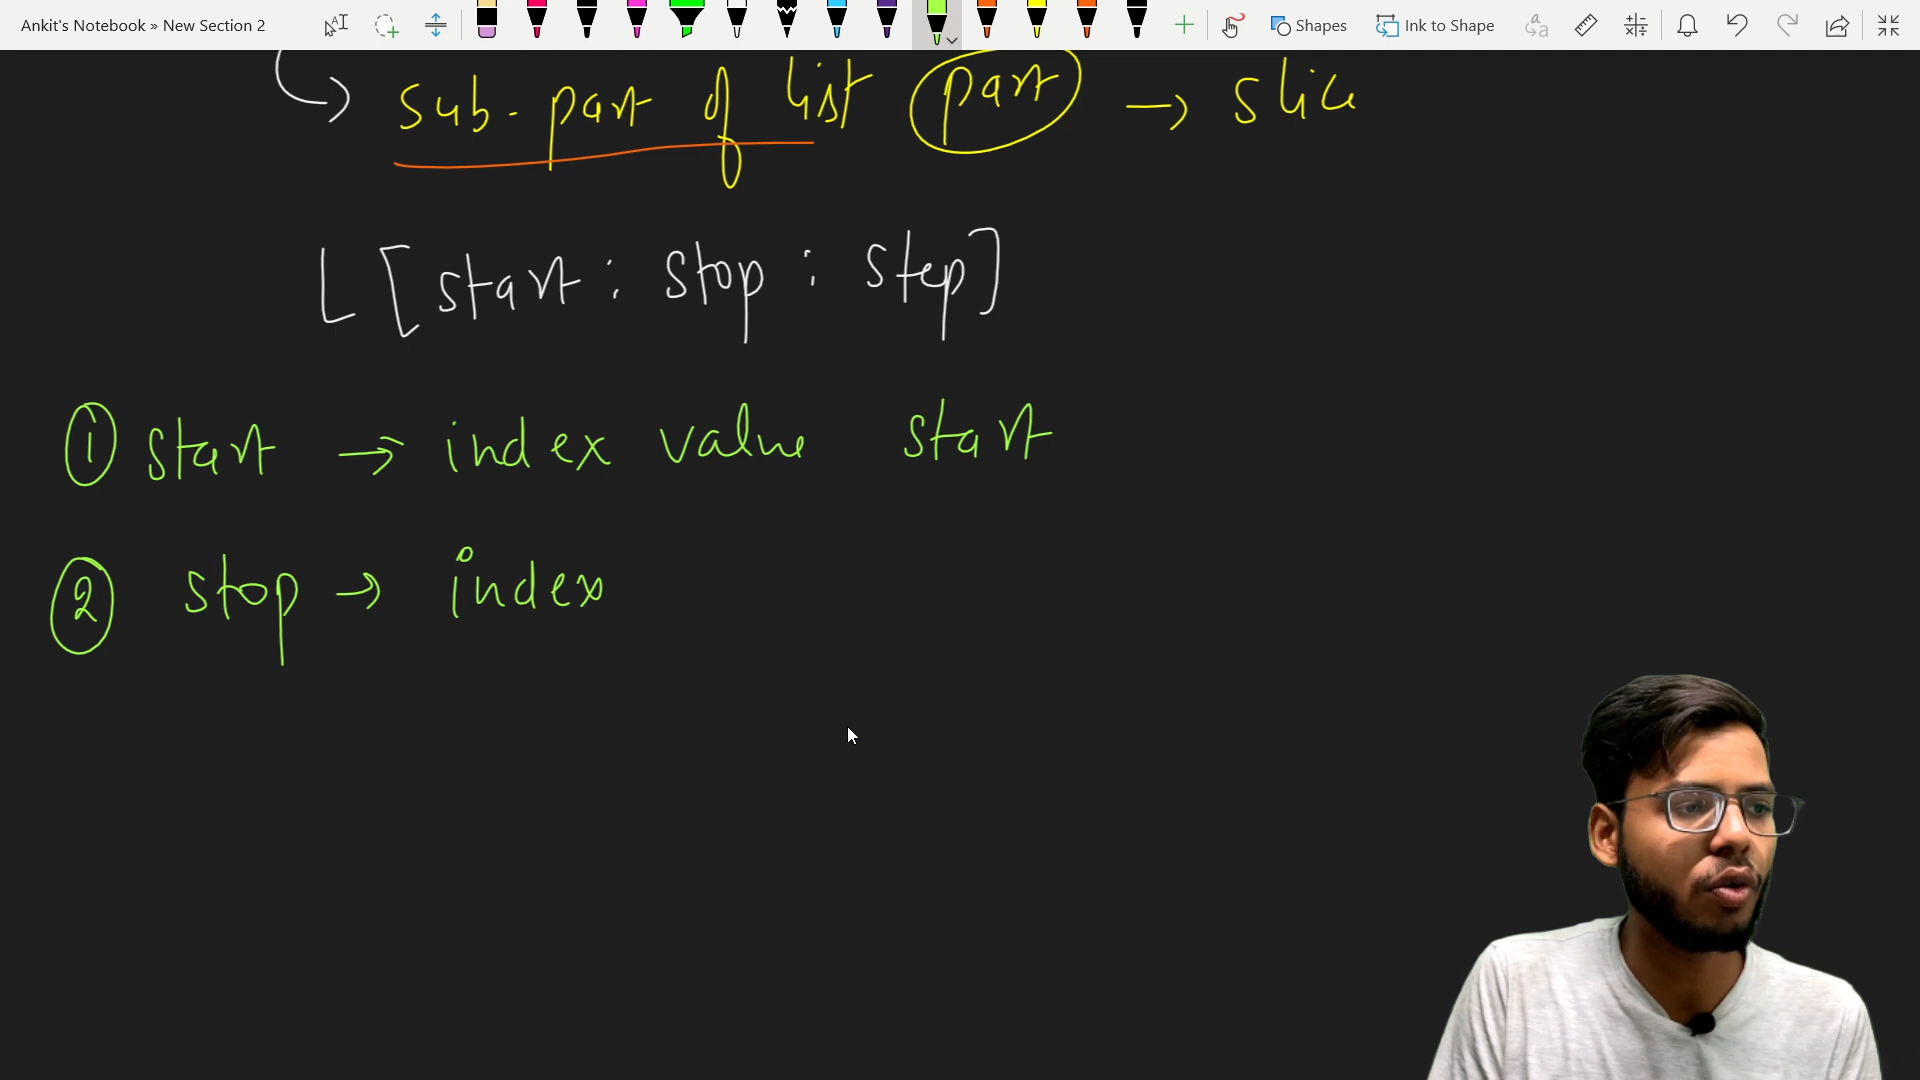 Ankit's Notebook » New Section 2
Shapes
Ink to Shape
sub-part of list part → slice
L[start : stop : step]
① start → index value start
② stop → index